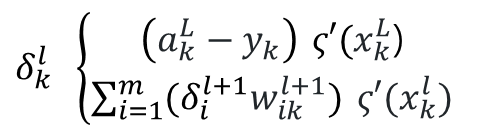 δ_k^l { (a_k^L − y_k) ς′(x_k^L)
∑_{i=1}^m (δ_i^{l+1} w_{ik}^{l+1}) ς′(x_k^l)